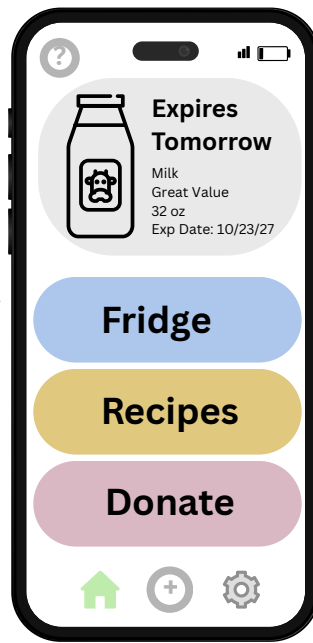 ?
Expires
Tomorrow
Milk
Great Value
32 oz
Exp Date: 10/23/27
Fridge
Recipes
Donate
+